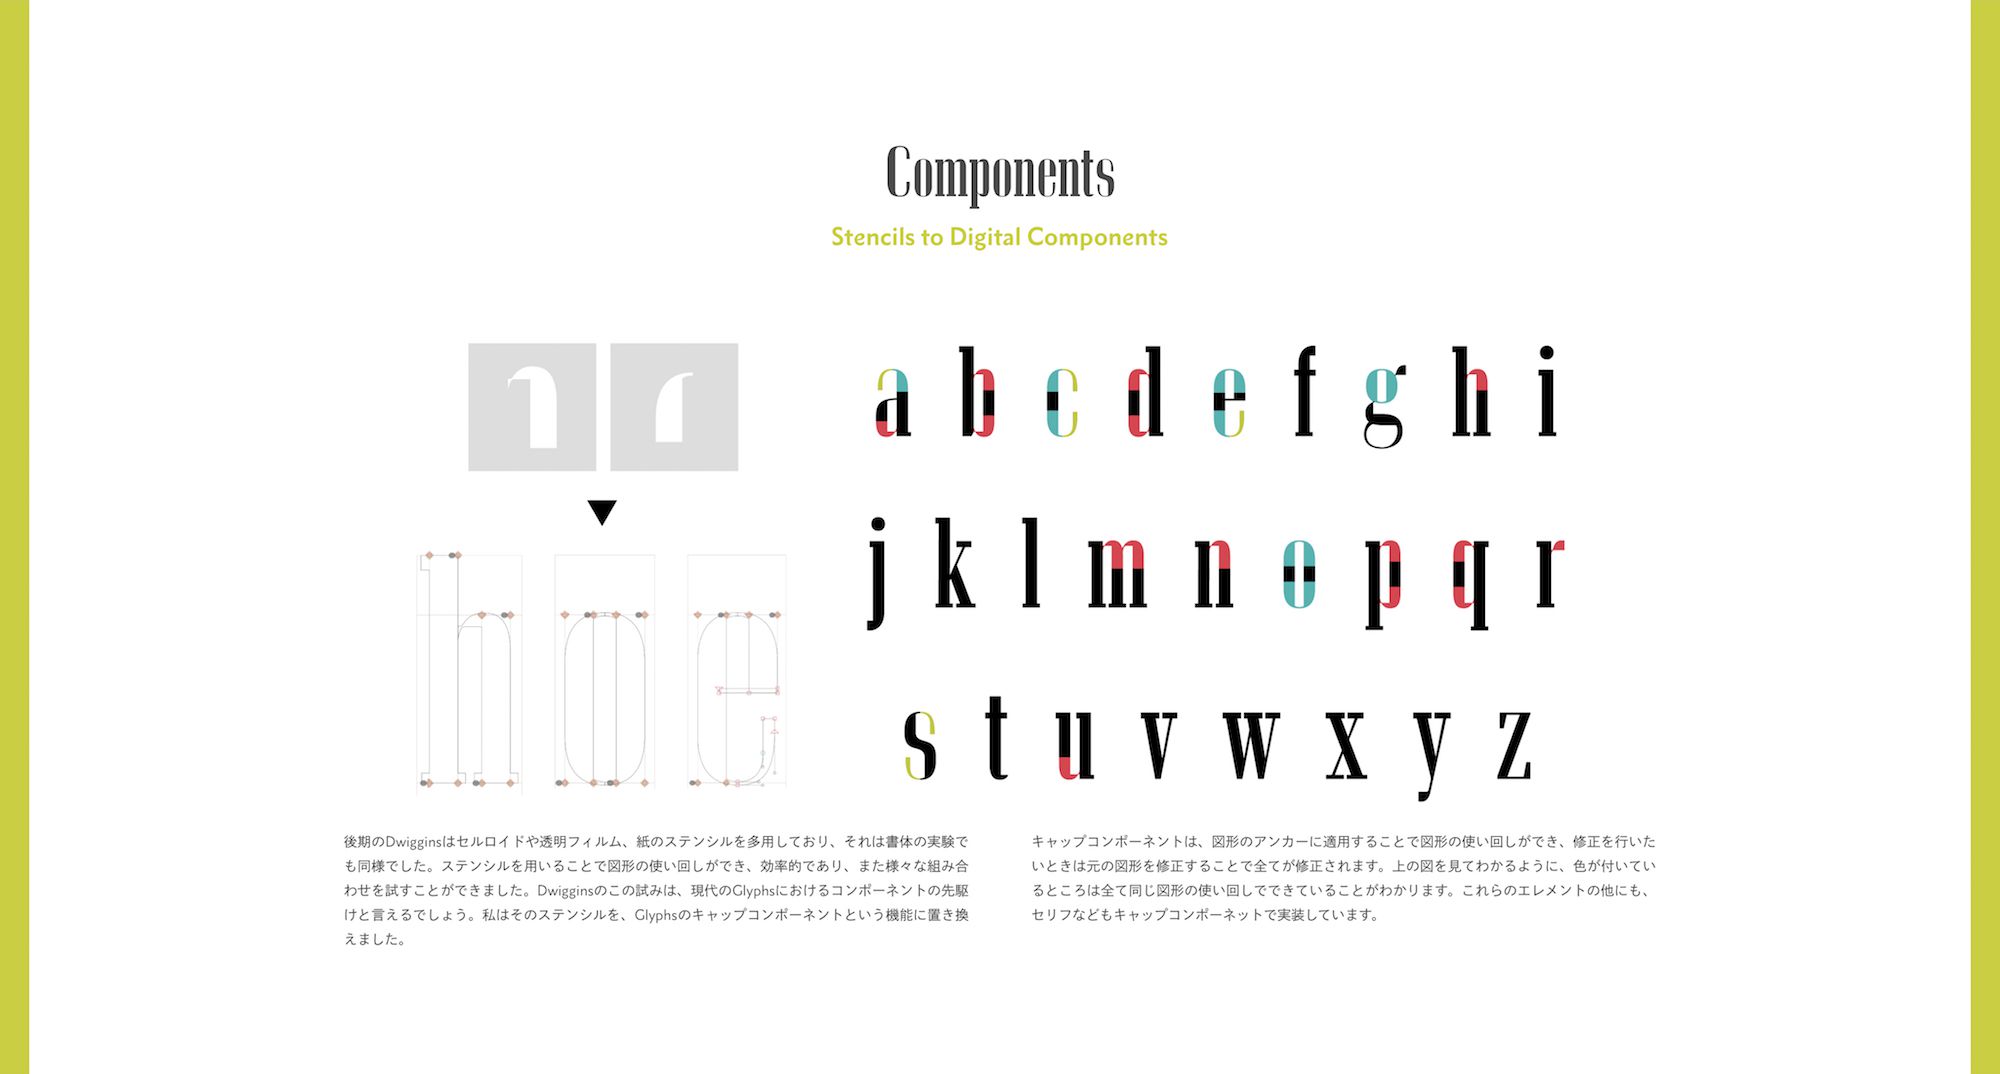 Components
Stencils to Digital Components
a b c d e f g h i
j k l m n o p q r
s t u v w x y z
h o e
後期のDwigginsはセルロイドや透明フィルム、紙のステンシルを多用しており、それは書体の実験で
も同様でした。ステンシルを用いることで図形の使い回しができ、効率的であり、また様々な組み合
わせを試すことができました。Dwigginsのこの試みは、現代のGlyphsにおけるコンポーネントの先駆
けと言えるでしょう。私はそのステンシルを、Glyphsのキャップコンポーネントという機能に置き換
えました。
キャップコンポーネントは、図形のアンカーに適用することで図形の使い回しができ、修正を行いた
いときは元の図形を修正することで全てが修正されます。上の図を見てわかるように、色が付いてい
るところは全て同じ図形の使い回しでできていることがわかります。これらのエレメントの他にも、
セリフなどもキャップコンポーネットで実装しています。